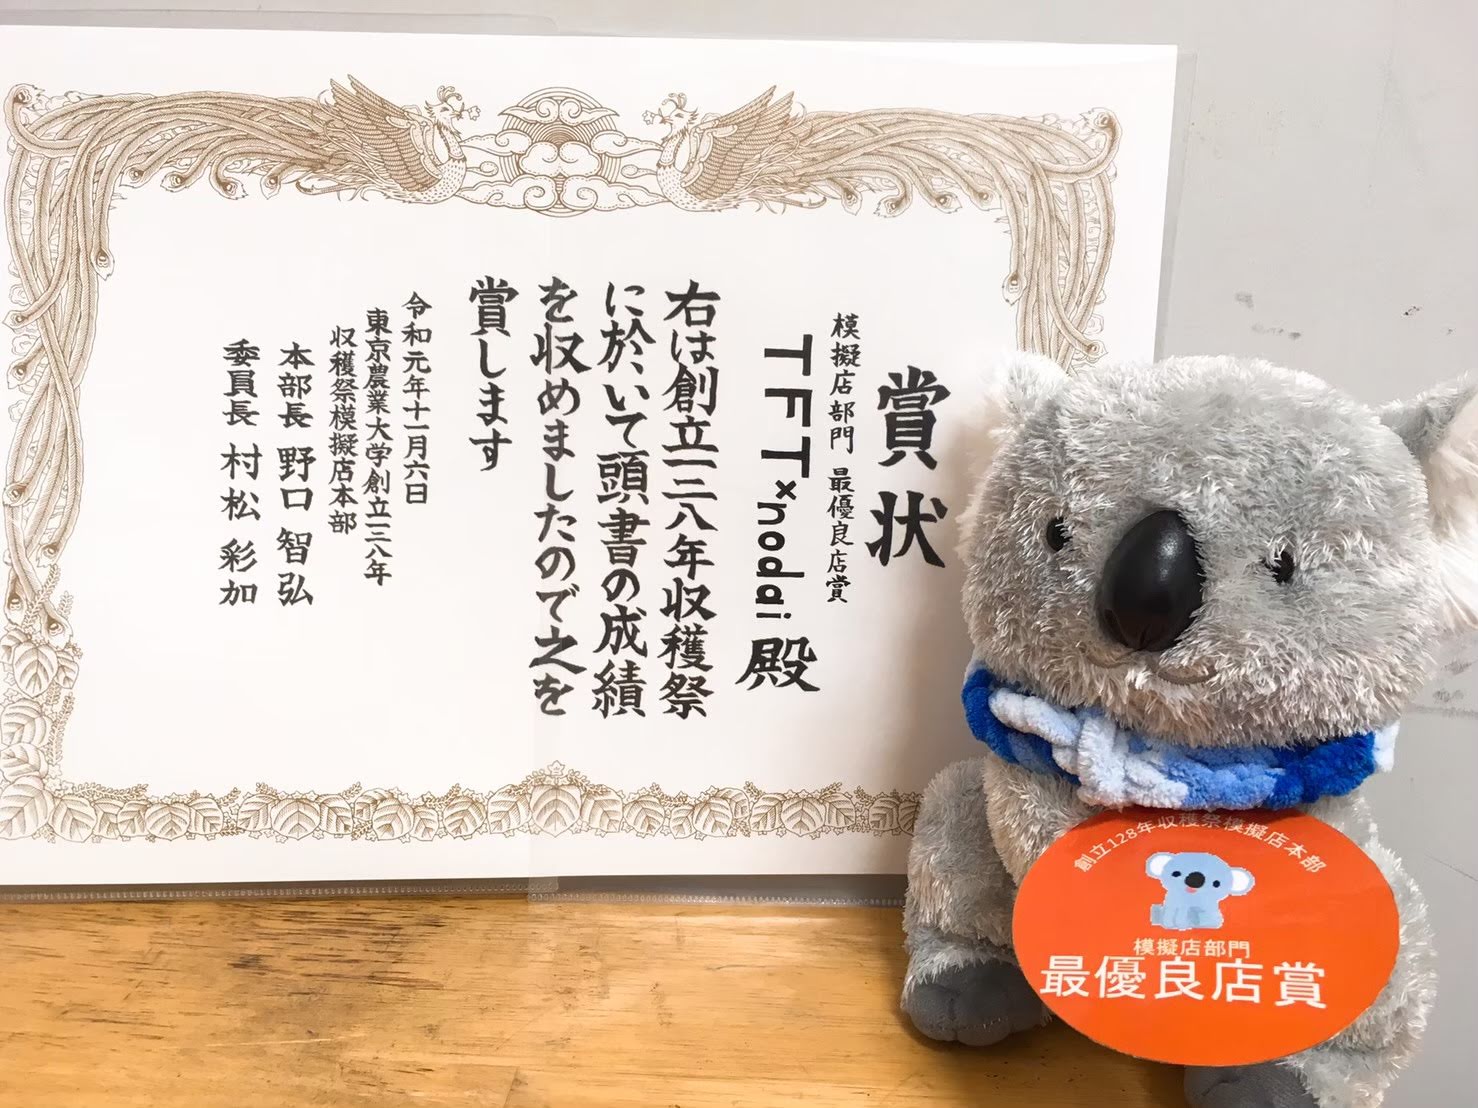 賞状
模擬店部門 最優良店賞
TFT×nodai 殿
右は創立一二八年収穫祭
に於いて頭書の成績
を収めましたので之を
賞します
令和元年十一月六日
東京農業大学創立一二八年
収穫祭模擬店本部
本部長 野口 智弘
委員長 村松 彩加
創立128年収穫祭模擬店本部
模擬店部門
最優良店賞